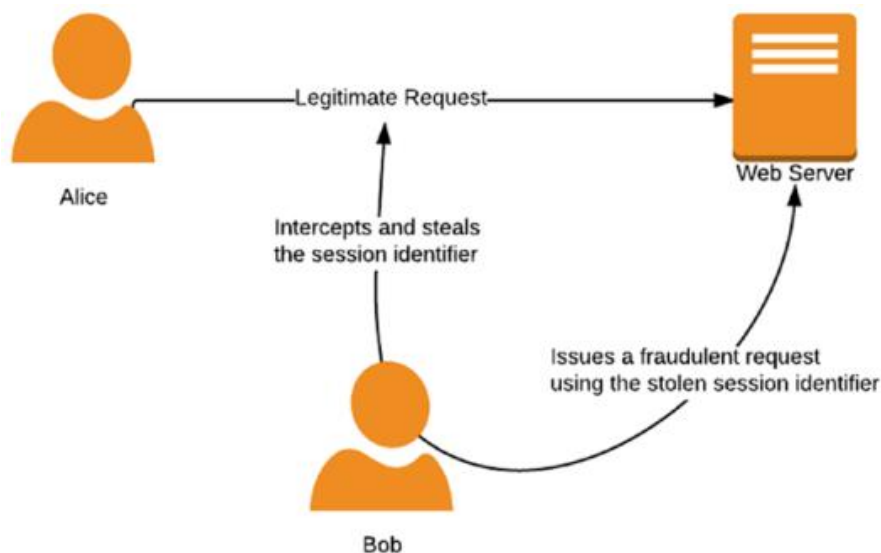 Legitimate Request
Web Server
Alice
Intercepts and steals
the session identifier
Issues a fraudulent request
using the stolen session identifier
Bob